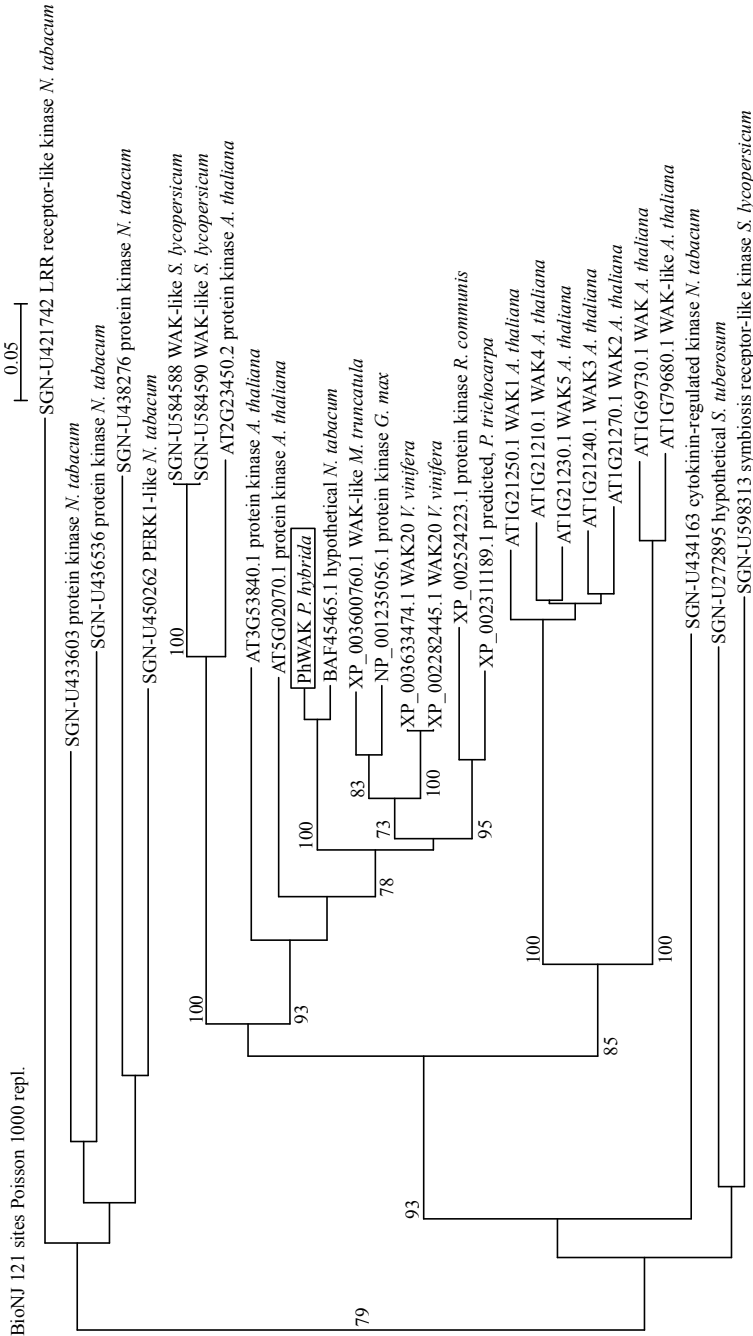 BioNJ 121 sites Poisson 1000 repl.
0.05
SGN-U421742 LRR receptor-like kinase N. tabacum
SGN-U433603 protein kinase N. tabacum
SGN-U436536 protein kinase N. tabacum
SGN-U438276 protein kinase N. tabacum
SGN-U450262 PERK1-like N. tabacum
SGN-U584588 WAK-like S. lycopersicum
SGN-U584590 WAK-like S. lycopersicum
AT2G23450.2 protein kinase A. thaliana
AT3G53840.1 protein kinase A. thaliana
AT5G02070.1 protein kinase A. thaliana
PhWAK P. hybrida
BAF45465.1 hypothetical N. tabacum
XP_003600760.1 WAK-like M. truncatula
NP_001235056.1 protein kinase G. max
XP_003633474.1 WAK20 V. vinifera
XP_002282445.1 WAK20 V. vinifera
XP_002524223.1 protein kinase R. communis
XP_002311189.1 predicted, P. trichocarpa
AT1G21250.1 WAK1 A. thaliana
AT1G21210.1 WAK4 A. thaliana
AT1G21230.1 WAK5 A. thaliana
AT1G21240.1 WAK3 A. thaliana
AT1G21270.1 WAK2 A. thaliana
AT1G69730.1 WAK A. thaliana
AT1G79680.1 WAK-like A. thaliana
SGN-U434163 cytokinin-regulated kinase N. tabacum
SGN-U272895 hypothetical S. tuberosum
SGN-U598313 symbiosis receptor-like kinase S. lycopersicum
100
100
93
100
78
83
73
100
95
100
100
85
93
79